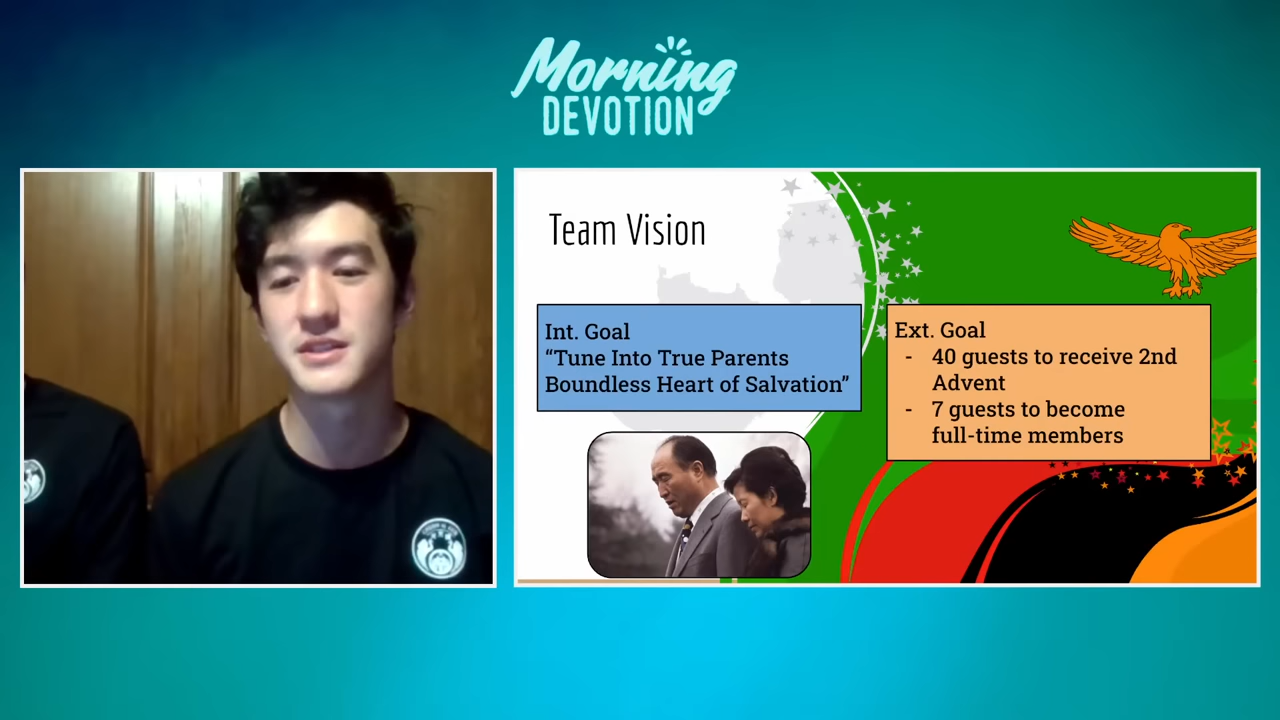 Morning
DEVOTION
Team Vision
Int. Goal
“Tune Into True Parents
Boundless Heart of Salvation”
Ext. Goal
- 40 guests to receive 2nd
Advent
- 7 guests to become
full-time members